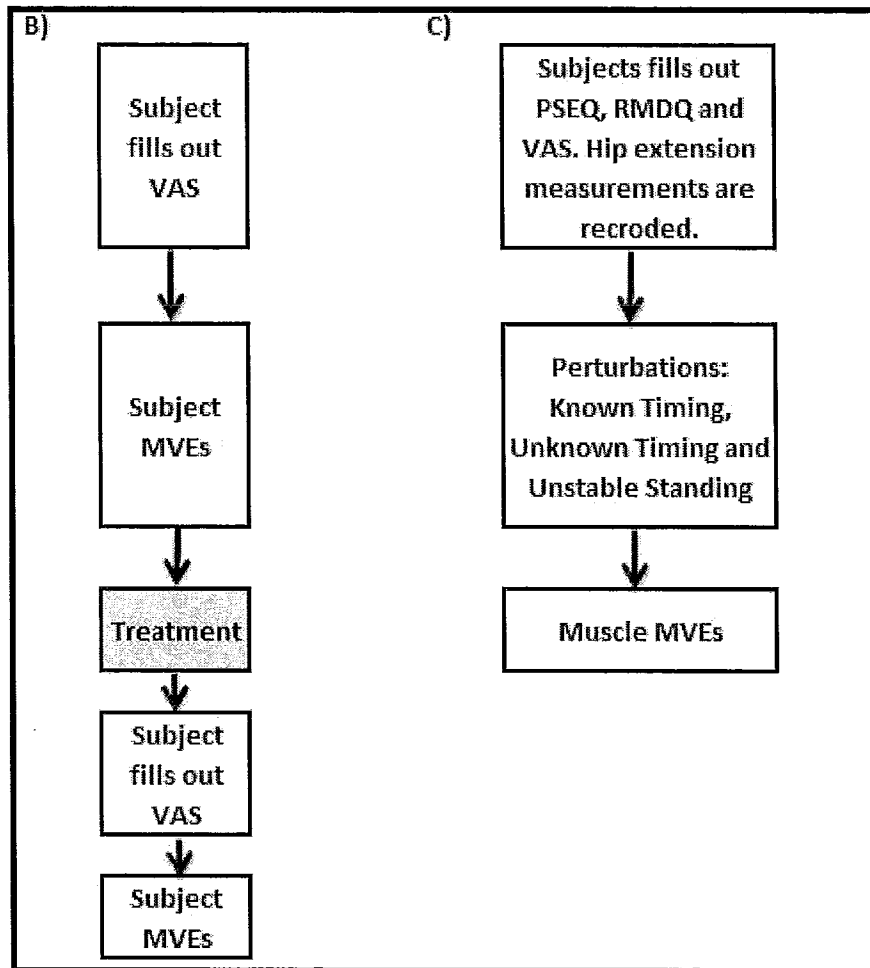 B)
Subject
fills out
VAS
Subject
MVEs
Treatment
Subject
fills out
VAS
Subject
MVEs
C)
Subjects fills out
PSEQ, RMDQ and
VAS. Hip extension
measurements are
recroded.
Perturbations:
Known Timing,
Unknown Timing and
Unstable Standing
Muscle MVEs